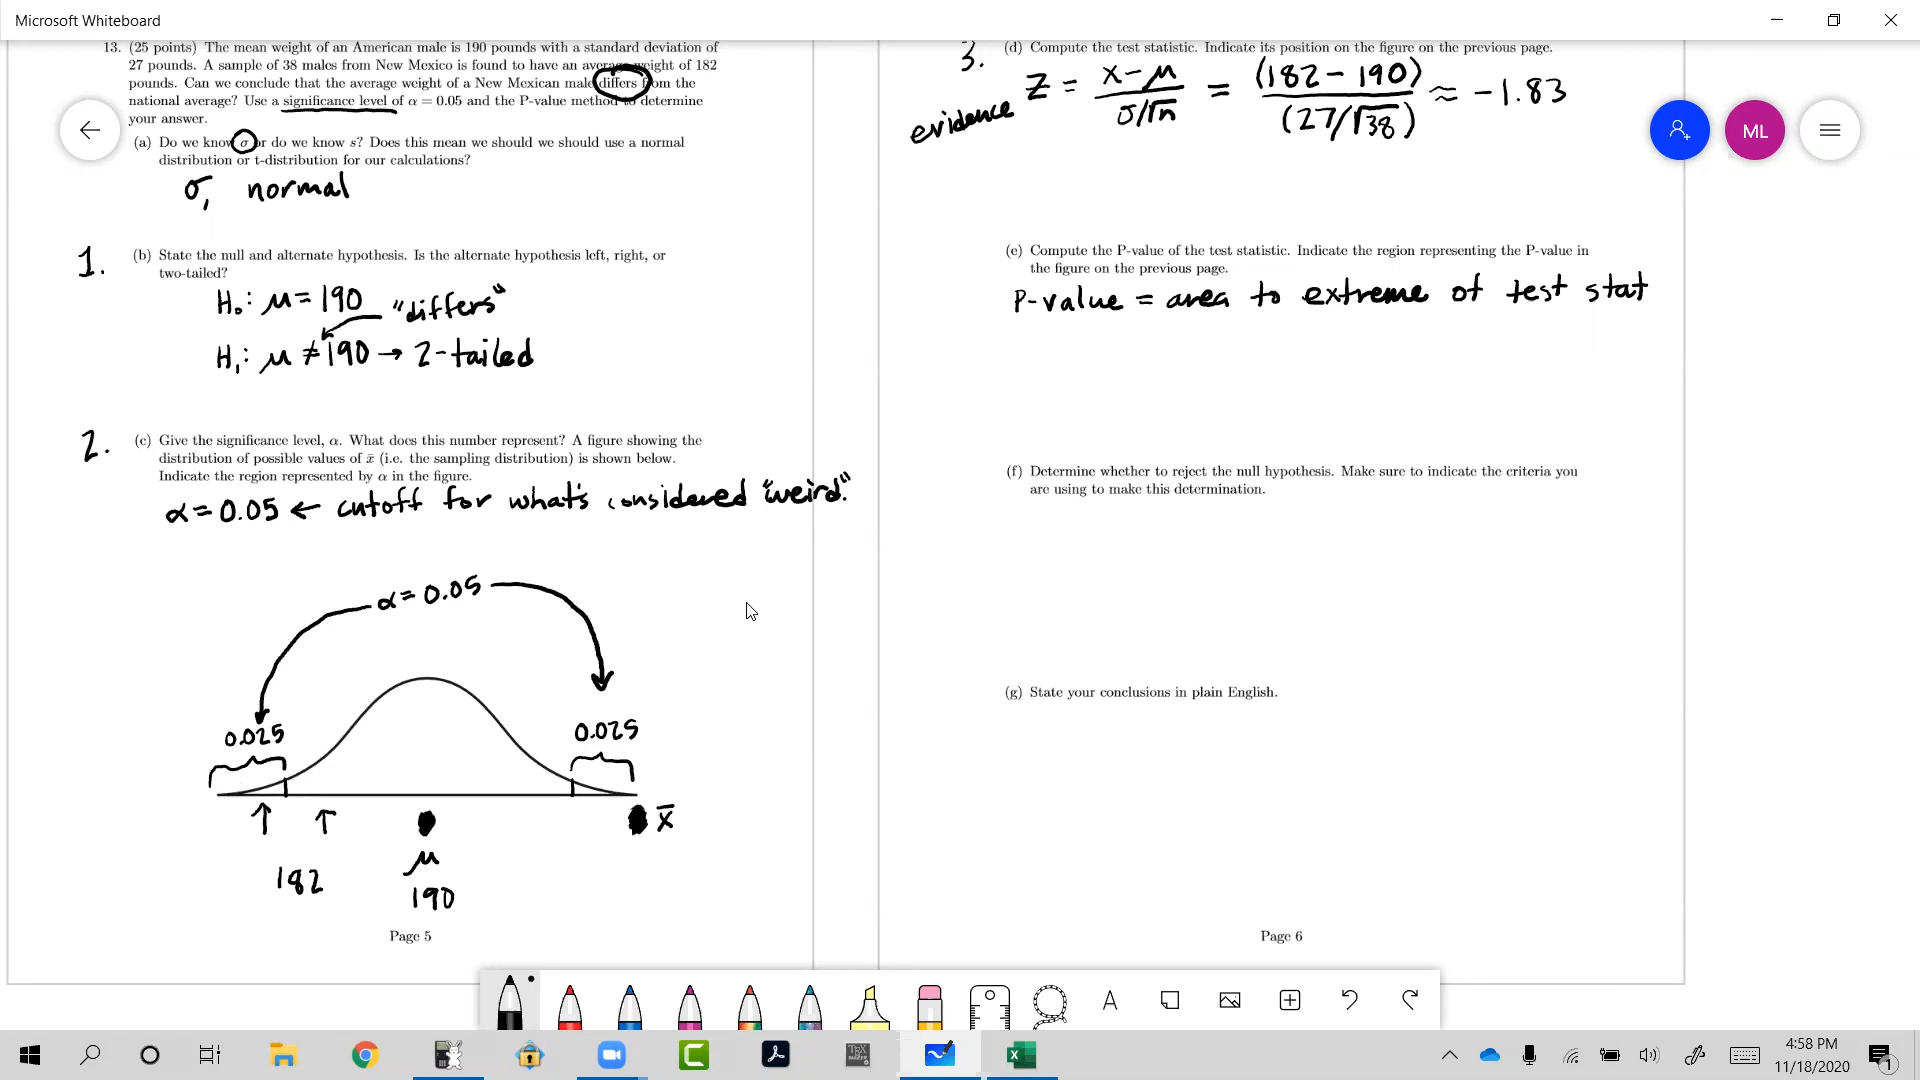 Microsoft Whiteboard
13. (25 points) The mean weight of an American male is 190 pounds with a standard deviation of
27 pounds. A sample of 38 males from New Mexico is found to have an average weight of 182
pounds. Can we conclude that the average weight of a New Mexican male differs from the
national average? Use a significance level of α = 0.05 and the P-value method to determine
your answer.
(a) Do we know σ or do we know s? Does this mean we should we should use a normal
distribution or t-distribution for our calculations?
σ, normal
1. (b) State the null and alternate hypothesis. Is the alternate hypothesis left, right, or
two-tailed?
H₀: μ = 190 "differs"
H₁: μ ≠ 190 → 2-tailed
2. (c) Give the significance level, α. What does this number represent? A figure showing the
distribution of possible values of x̄ (i.e. the sampling distribution) is shown below.
Indicate the region represented by α in the figure.
α = 0.05 ← cutoff for what's considered "weird."
α = 0.05
0.025 0.025
↑ ↑ x̄
μ
182 190
Page 5
3. (d) Compute the test statistic. Indicate its position on the figure on the previous page.
evidence Z = x-μ / σ/√n = (182 - 190) / (27/√38) ≈ -1.83
ML
(e) Compute the P-value of the test statistic. Indicate the region representing the P-value in
the figure on the previous page.
P-value = area to extreme of test stat
(f) Determine whether to reject the null hypothesis. Make sure to indicate the criteria you
are using to make this determination.
(g) State your conclusions in plain English.
Page 6
4:58 PM
11/18/2020
1